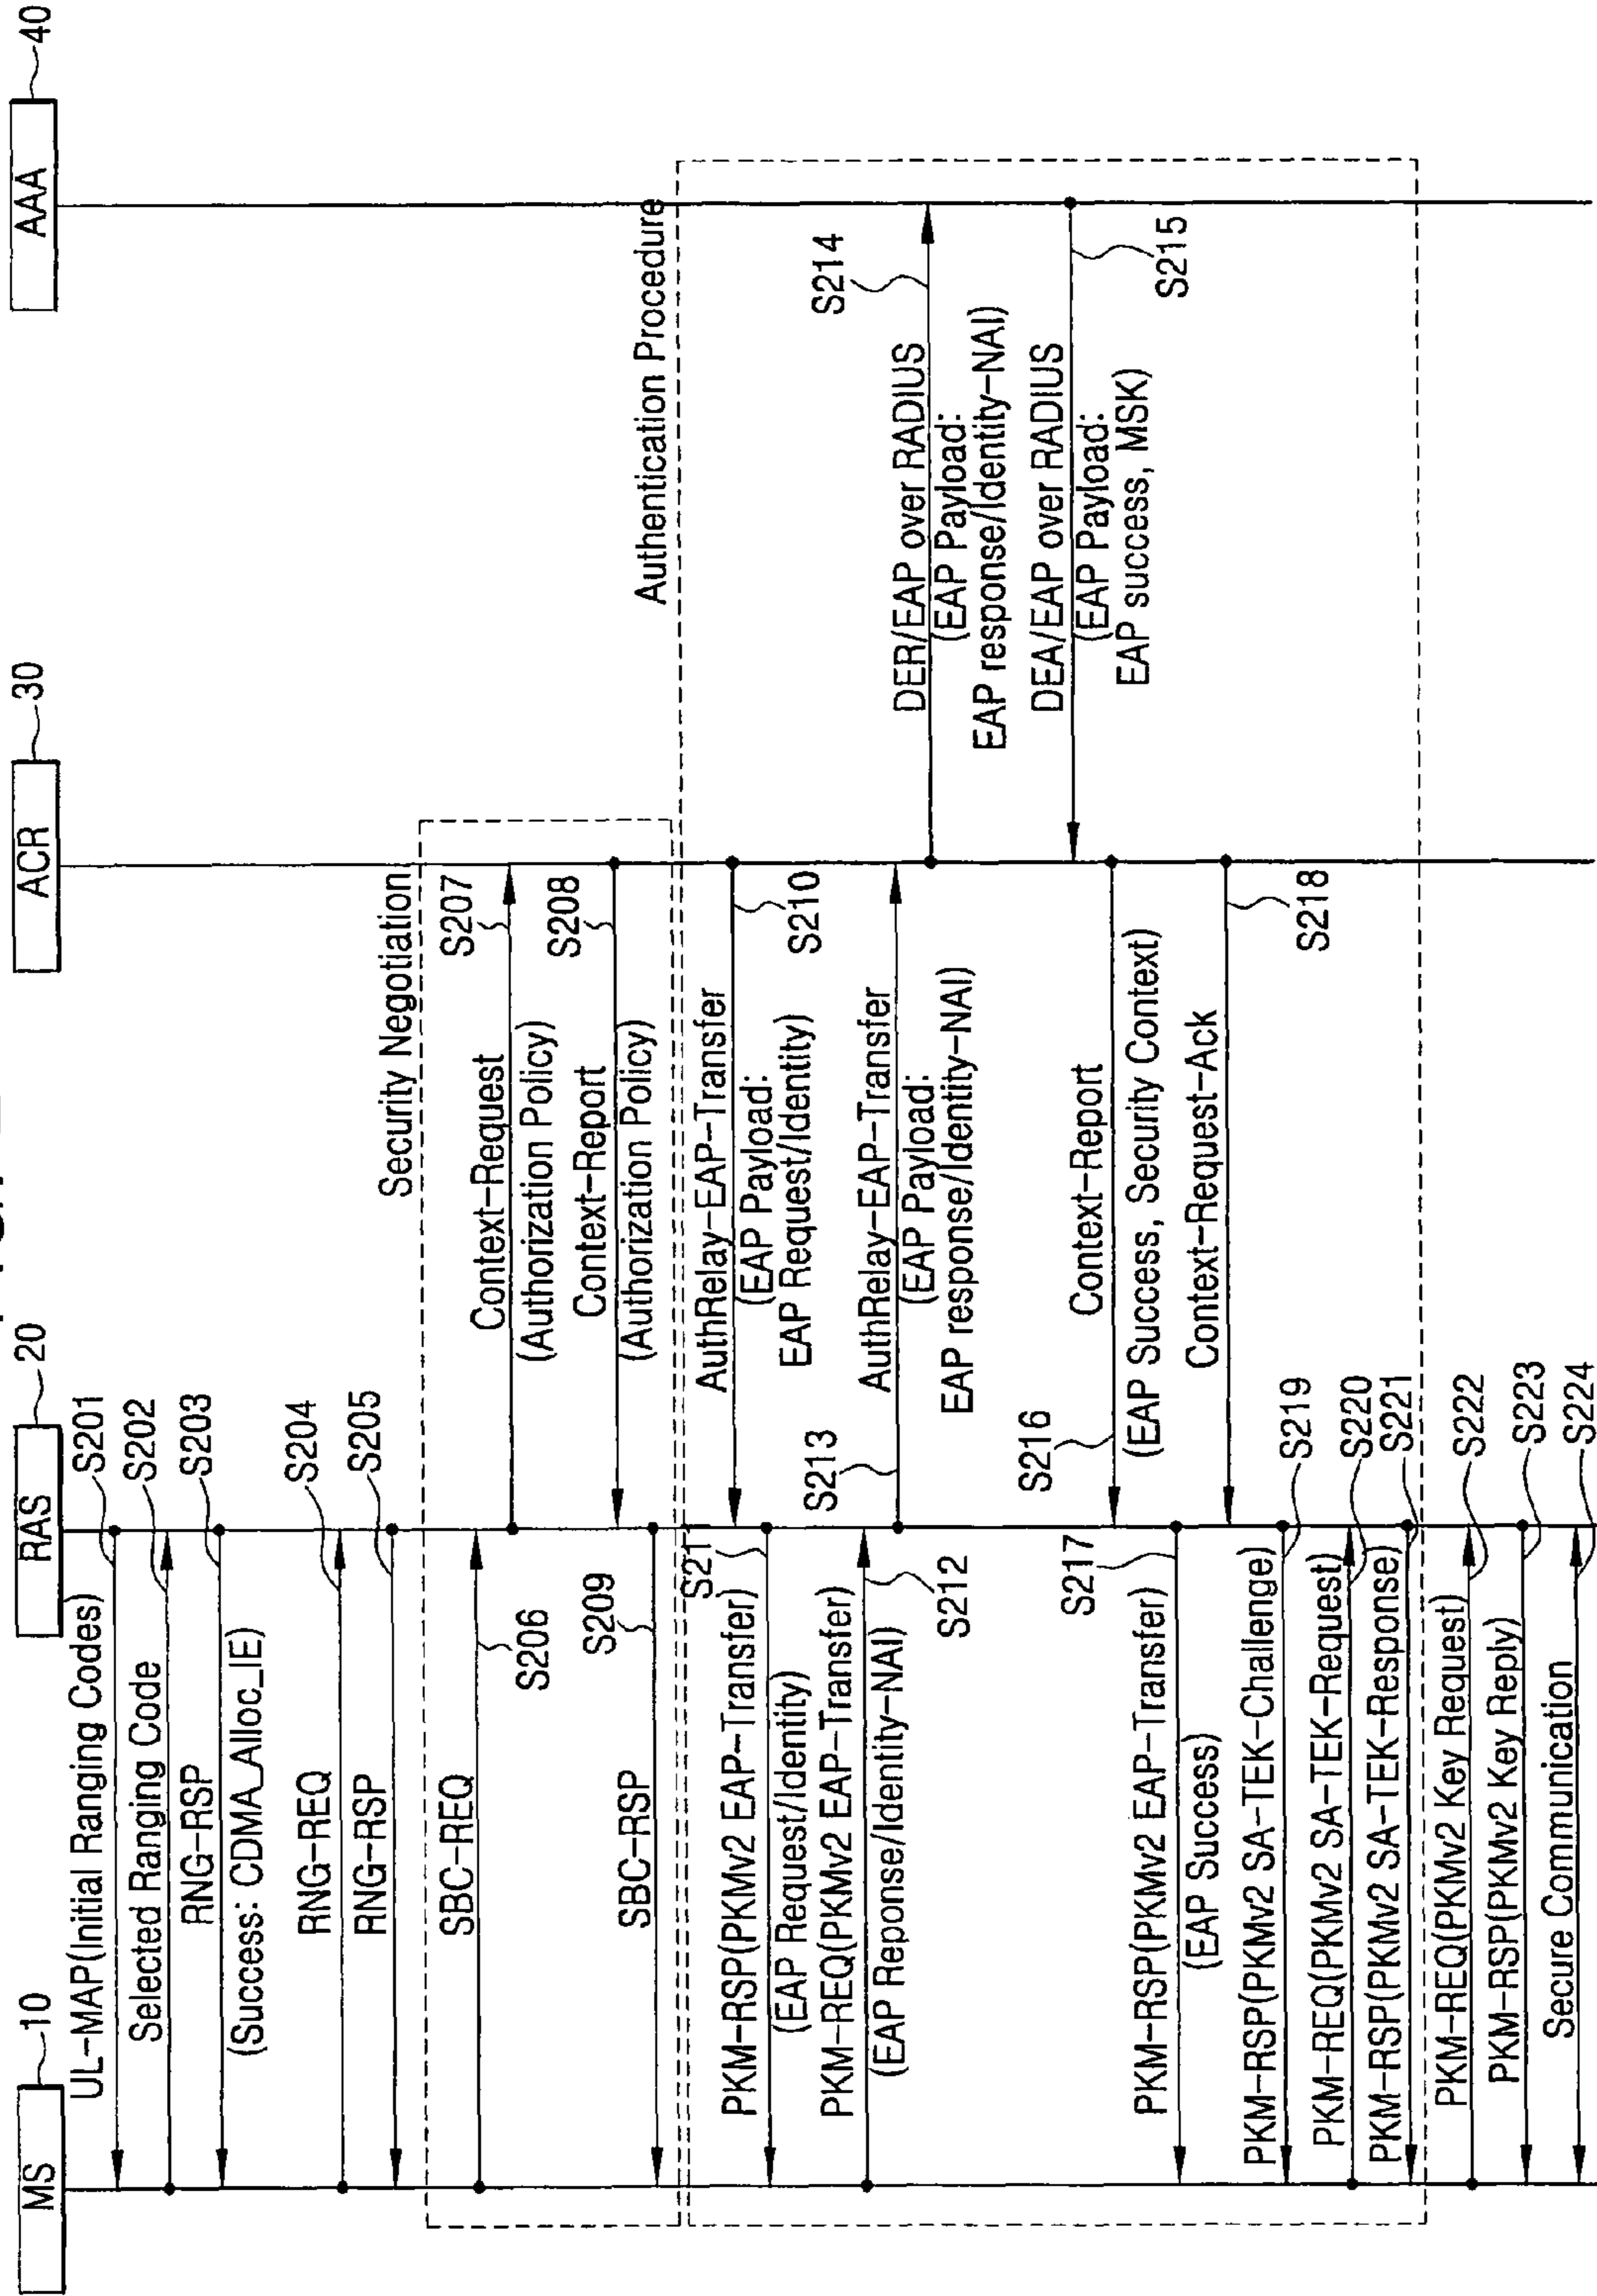 MS
10
RAS
20
ACR
30
AAA
40
UL-MAP(Initial Ranging Codes)
S201
Selected Ranging Code
S202
RNG-RSP
(Success: CDMA_Alloc_IE)
S203
RNG-REQ
S204
RNG-RSP
S205
Security Negotiation
SBC-REQ
S206
Context-Request
(Authorization Policy)
S207
Context-Report
(Authorization Policy)
S208
SBC-RSP
S209
Authentication Procedure
AuthRelay-EAP-Transfer
(EAP Payload:
EAP Request/Identity)
S210
PKM-RSP(PKMv2 EAP-Transfer)
(EAP Request/Identity)
S21
PKM-REQ(PKMv2 EAP-Transfer)
(EAP Reponse/Identity-NAI)
S212
AuthRelay-EAP-Transfer
(EAP Payload:
EAP response/Identity-NAI)
S213
DER/EAP over RADIUS
(EAP Payload:
EAP response/Identity-NAI)
S214
DEA/EAP over RADIUS
(EAP Payload:
EAP success, MSK)
S215
Context-Report
(EAP Success, Security Context)
S216
PKM-RSP(PKMv2 EAP-Transfer)
(EAP Success)
S217
Context-Request-Ack
S218
PKM-RSP(PKMv2 SA-TEK-Challenge)
S219
PKM-REQ(PKMv2 SA-TEK-Request)
S220
PKM-RSP(PKMv2 SA-TEK-Response)
S221
PKM-REQ(PKMv2 Key Request)
S222
PKM-RSP(PKMv2 Key Reply)
S223
Secure Communication
S224